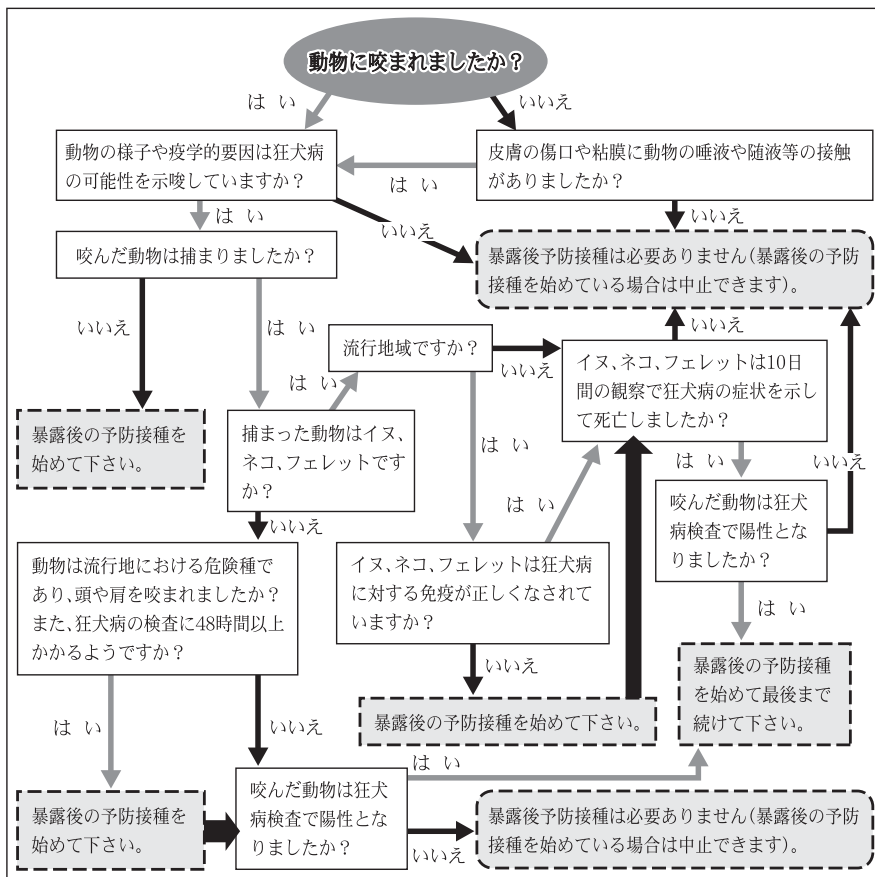 動物に咬まれましたか？
は い
いいえ
動物の様子や疫学的要因は狂犬病
の可能性を示唆していますか？
は い
皮膚の傷口や粘膜に動物の唾液や随液等の接触
がありましたか？
は い
いいえ
いいえ
咬んだ動物は捕まりましたか？
暴露後予防接種は必要ありません（暴露後の予防
接種を始めている場合は中止できます）。
いいえ
は い
流行地域ですか？
いいえ
いいえ
は い
イヌ、ネコ、フェレットは10日
間の観察で狂犬病の症状を示し
て死亡しましたか？
暴露後の予防接種を
始めて下さい。
捕まった動物はイヌ、
ネコ、フェレットです
か？
は い
は い
いいえ
は い
咬んだ動物は狂犬
病検査で陽性とな
りましたか？
いいえ
動物は流行地における危険種で
あり、頭や肩を咬まれましたか？
また、狂犬病の検査に48時間以上
かかるようですか？
イヌ、ネコ、フェレットは狂犬病
に対する免疫が正しくなされて
いますか？
は い
いいえ
暴露後の予防接種
を始めて最後まで
続けて下さい。
は い
いいえ
暴露後の予防接種を始めて下さい。
は い
暴露後の予防接種を
始めて下さい。
咬んだ動物は狂犬
病検査で陽性とな
りましたか？
いいえ
暴露後予防接種は必要ありません（暴露後の予防
接種を始めている場合は中止できます）。